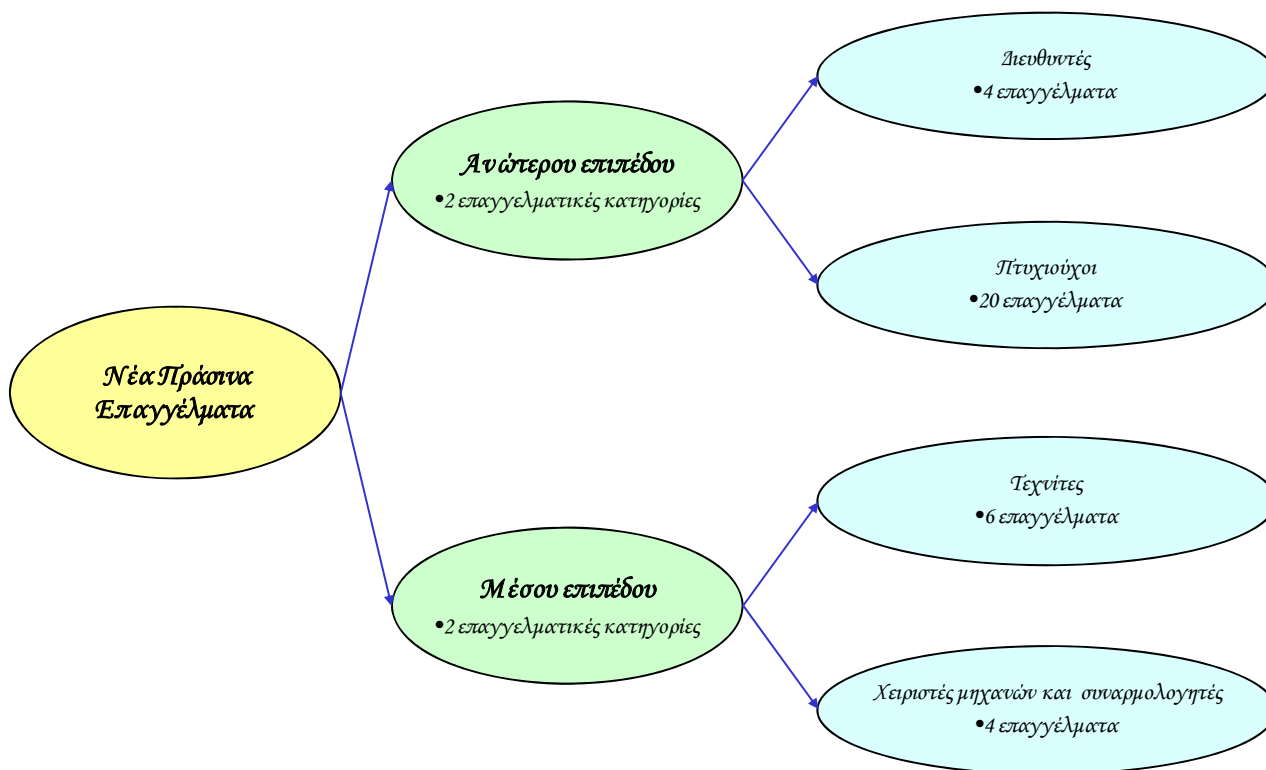 Νέα Πράσινα
Επαγγέλματα
Ανώτερου επιπέδου
•2 επαγγελματικές κατηγορίες
Διευθυντές
•4 επαγγέλματα
Πτυχιούχοι
•20 επαγγέλματα
Μέσου επιπέδου
•2 επαγγελματικές κατηγορίες
Τεχνίτες
•6 επαγγέλματα
Χειριστές μηχανών και συναρμολογητές
•4 επαγγέλματα